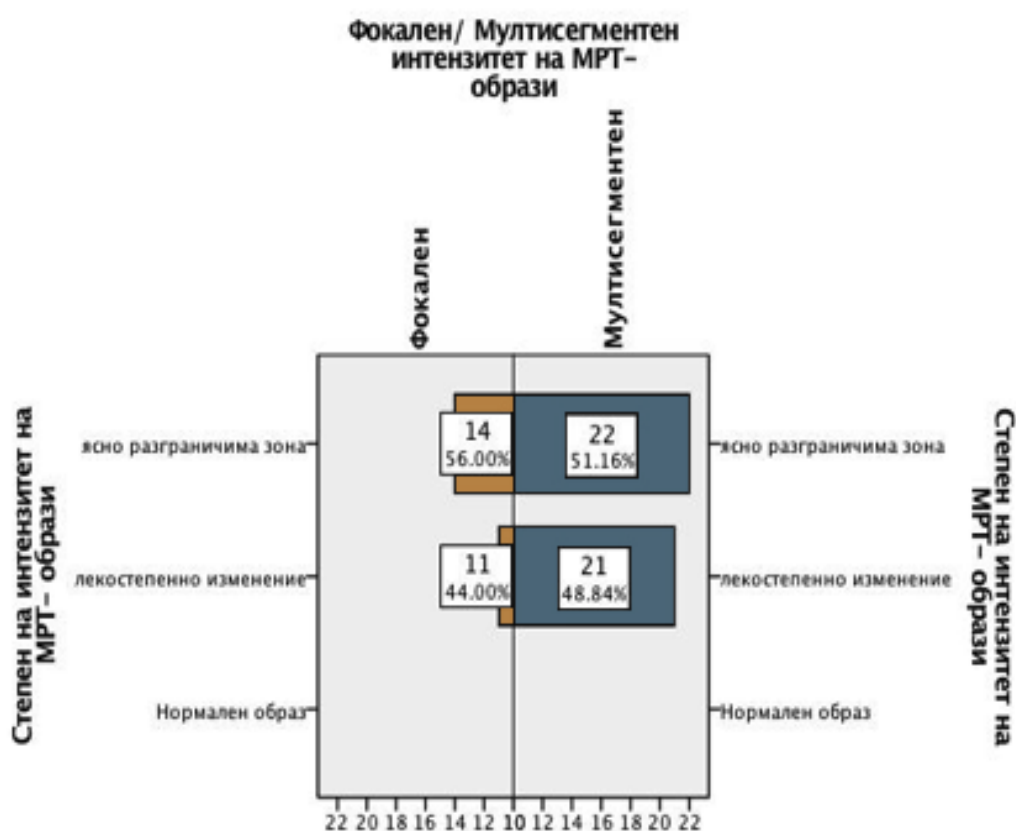 Фокален/ Мултисегментен
интензитет на МРТ-
образи
Фокален
Мултисегментен
Степен на интензитет на
МРТ- образи
ясно разграничима зона
14
56.00%
22
51.16%
ясно разграничима зона
лекостепенно изменение
11
44.00%
21
48.84%
лекостепенно изменение
Нормален образ
Нормален образ
Степен на интензитет на
МРТ- образи
22 20 18 16 14 12 10 12 14 16 18 20 22